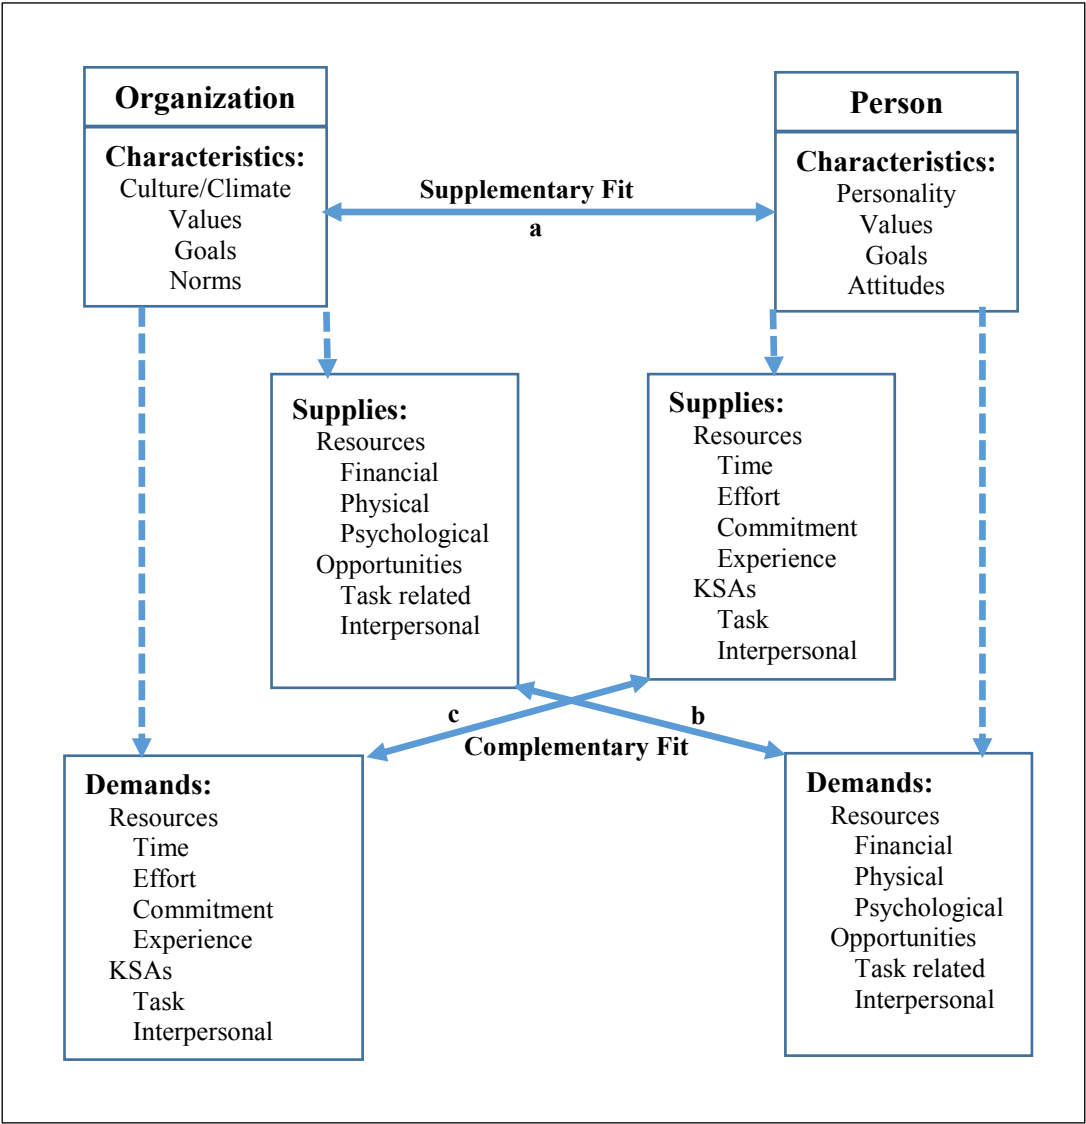 Organization
Characteristics:
Culture/Climate
Values
Goals
Norms
Person
Characteristics:
Personality
Values
Goals
Attitudes
Supplementary Fit
a
Supplies:
Resources
Financial
Physical
Psychological
Opportunities
Task related
Interpersonal
Supplies:
Resources
Time
Effort
Commitment
Experience
KSAs
Task
Interpersonal
c
b
Complementary Fit
Demands:
Resources
Time
Effort
Commitment
Experience
KSAs
Task
Interpersonal
Demands:
Resources
Financial
Physical
Psychological
Opportunities
Task related
Interpersonal